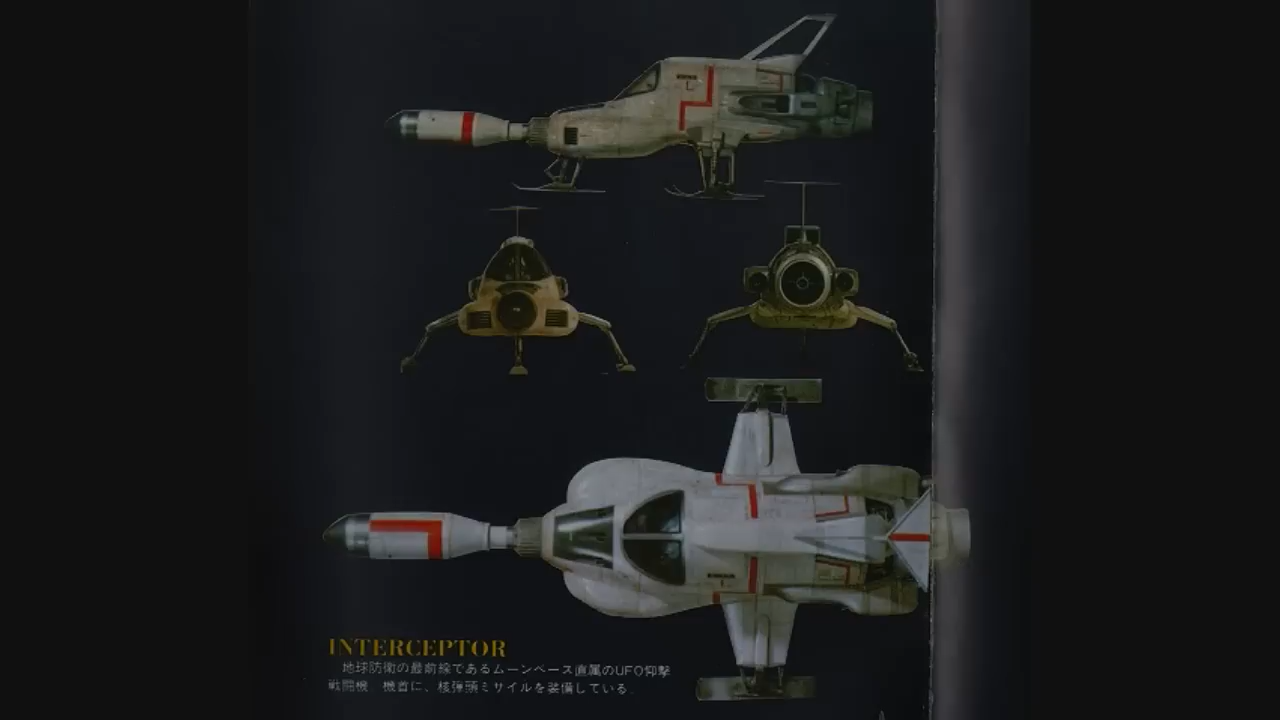 INTERCEPTOR
地球防衛の最前線であるムーンベース直属のUFO迎撃
戦闘機 機首に、核弾頭ミサイルを装備している。